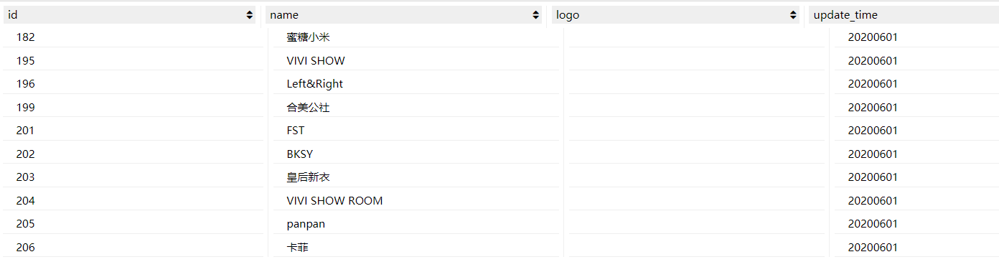 id name logo update_time
182 蜜糖小米 20200601
195 VIVI SHOW 20200601
196 Left&Right 20200601
199 合美公社 20200601
201 FST 20200601
202 BKSY 20200601
203 皇后新衣 20200601
204 VIVI SHOW ROOM 20200601
205 panpan 20200601
206 卡菲 20200601